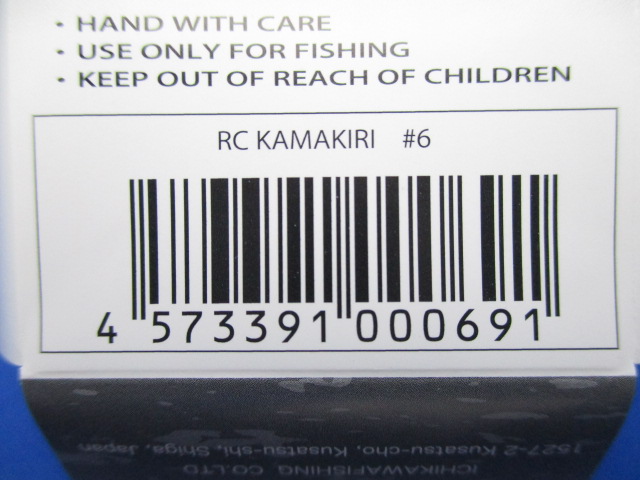 • HAND WITH CARE
• USE ONLY FOR FISHING
• KEEP OUT OF REACH OF CHILDREN
RC KAMAKIRI #6
4 573391 000691
1527-2 Kusatsu-cho, Kusatsu-shi, Shiga, Japan
ICHIKAWAFISHING CO.LTD